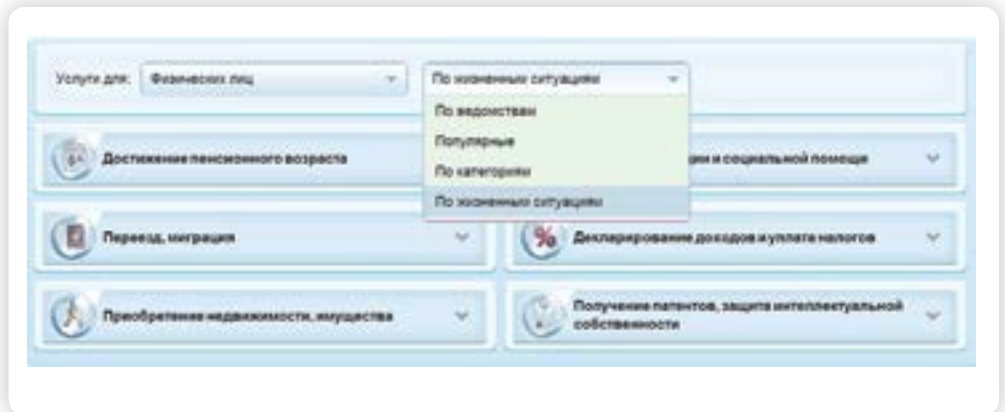 Услуги для: Физических лиц По жизненным ситуациям
По ведомствам
Популярные
По категориям
По жизненным ситуациям
Достижение пенсионного возраста
и социальной помощи
Переезд, миграция
Декларирование доходов и уплата налогов
Приобретение недвижимости, имущества
Получение патентов, защита интеллектуальной
собственности